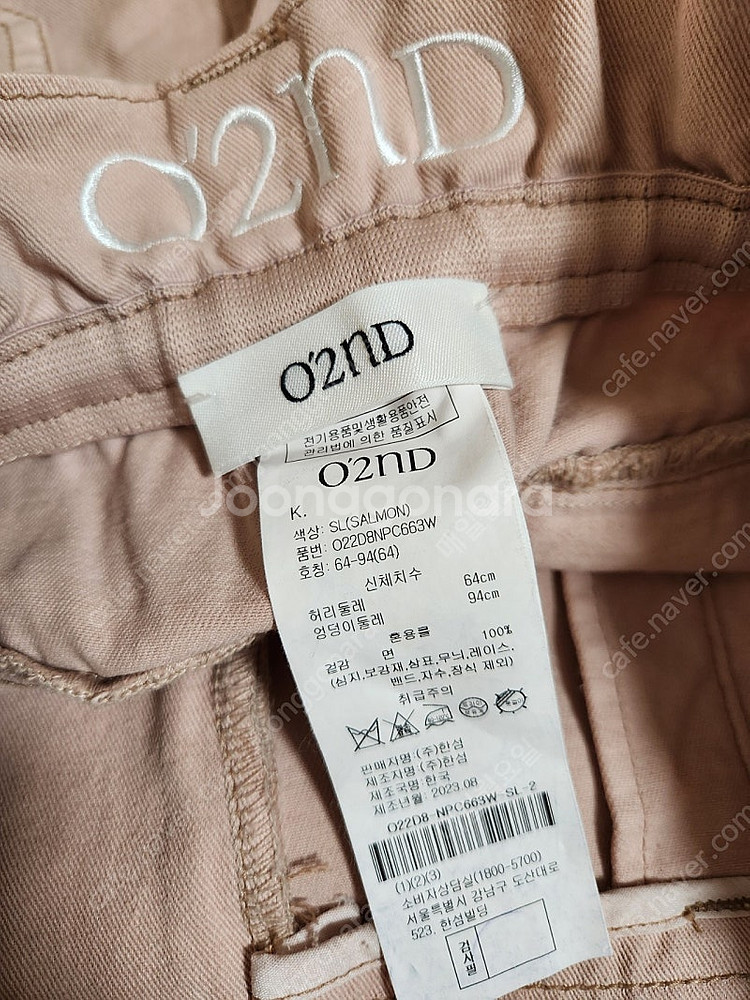 O'2ND
O'2ND
전기용품및생활용품안전
관리법에 의한 품질표시
O'2ND
K.
색상: SL(SALMON)
품번: O22D8NPC663W
호칭: 64-94(64)
신체치수
허리둘레 64cm
엉덩이둘레 94cm
혼용률
겉감 면 100%
(심지,보강재,심표,무늬,레이스,
밴드,자수,장식 제외)
취급주의
판매자명:(주)한섬
제조자명:(주)한섬
제조국명:한국
제조년월: 2023.08
O22D8-NPC663W-SL-2
(1)(2)(3)
소비자상담실(1800-5700)
서울특별시 강남구 도산대로
523, 한섬빌딩
검사필
Joonggonara
cafe.naver.com
cafe.naver.com